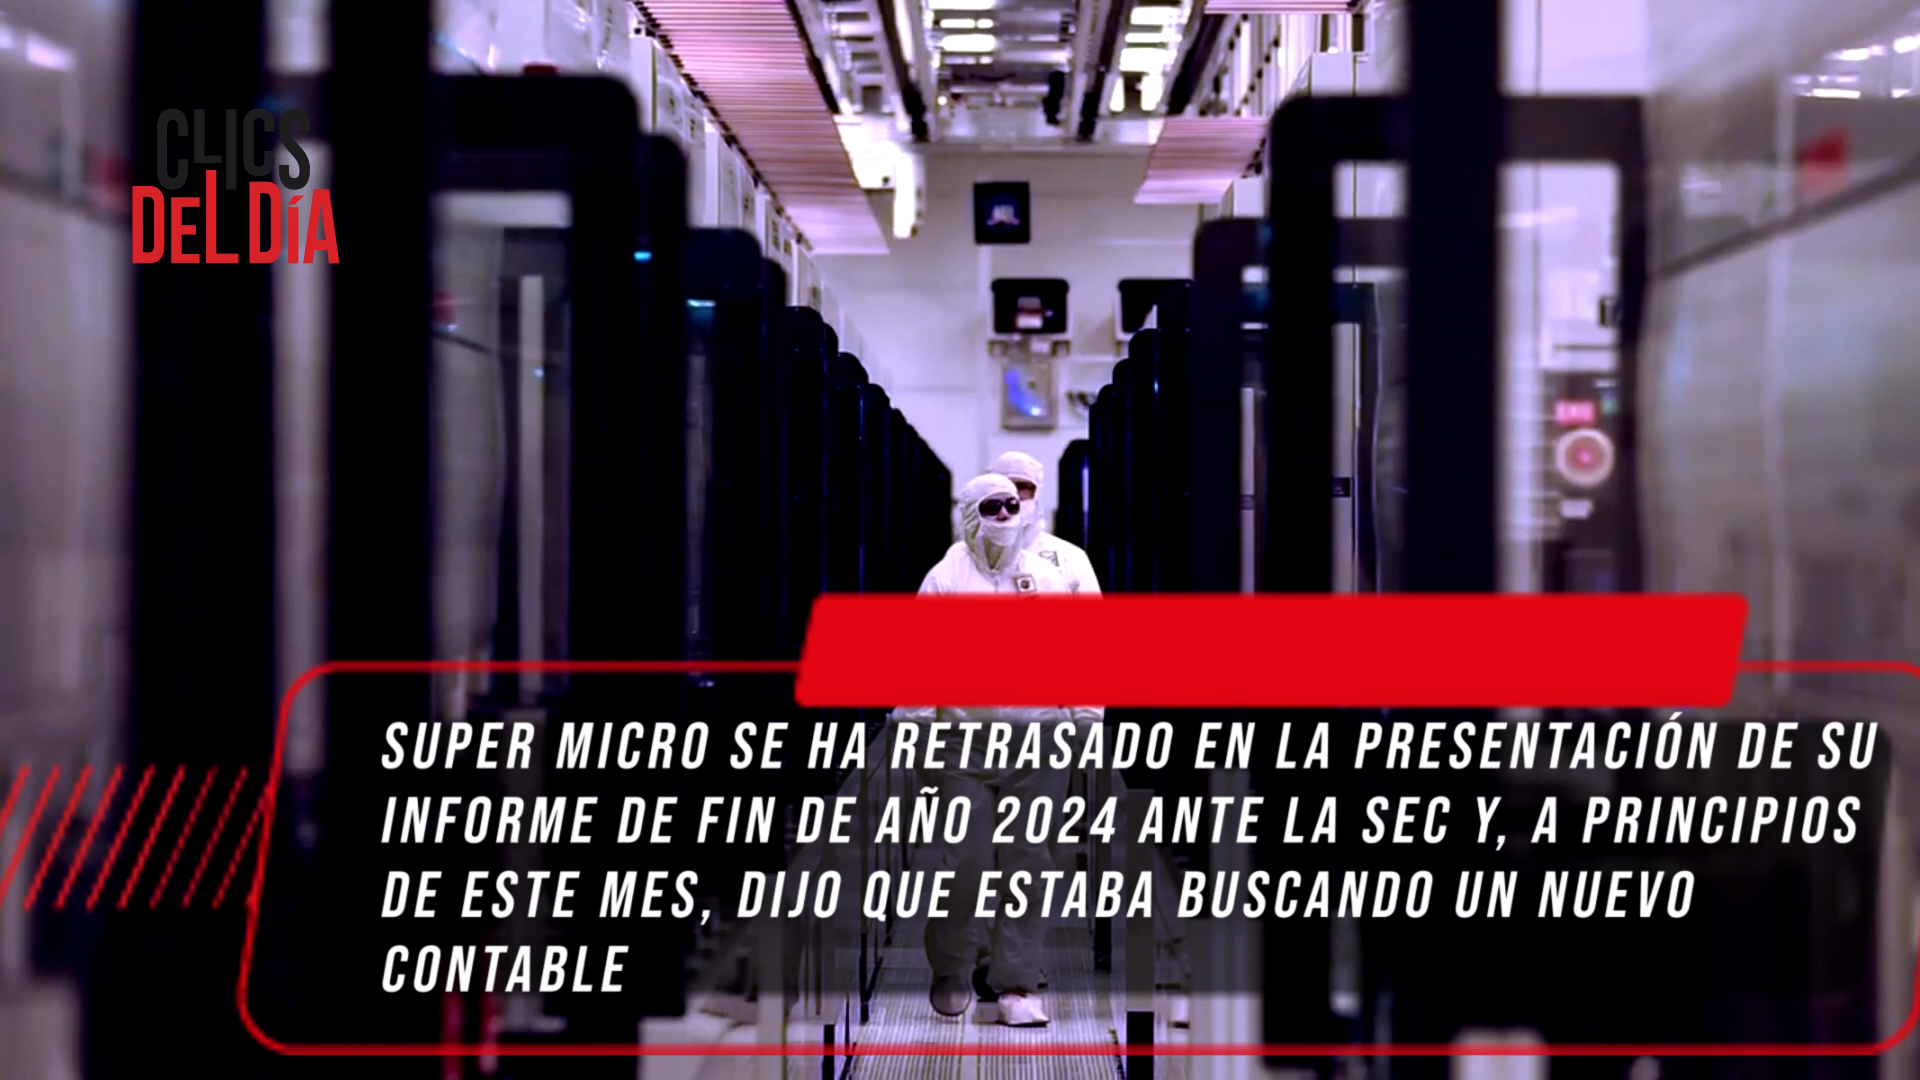 CLICS
DEL DÍA
SUPER MICRO SE HA RETRASADO EN LA PRESENTACIÓN DE SU
INFORME DE FIN DE AÑO 2024 ANTE LA SEC Y, A PRINCIPIOS
DE ESTE MES, DIJO QUE ESTABA BUSCANDO UN NUEVO
CONTABLE